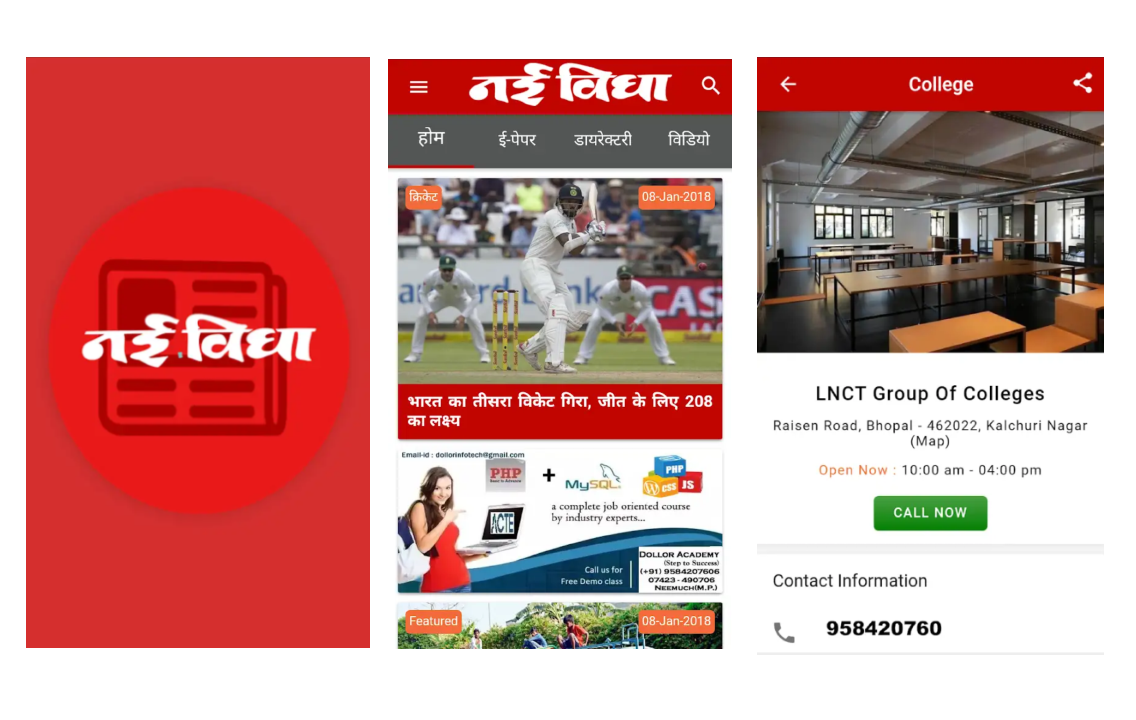 नई विधा
नई विधा
होम
ई-पेपर
डायरेक्टरी
विडियो
क्रिकेट
08-Jan-2018
भारत का तीसरा विकेट गिरा, जीत के लिए 208
का लक्ष्य
Email-id : dollorinfotech@gmail.com
PHP
+
MySQL
PHP
W CSS JS
a complete job oriented course
by industry experts...
ACTE
Call us for
Free Demo class
DOLLOR ACADEMY
(Step to Success)
(+91) 9584207606
07423 - 490706
NEEMUCH(M.P.)
Featured
08-Jan-2018
College
LNCT Group Of Colleges
Raisen Road, Bhopal - 462022, Kalchuri Nagar
(Map)
Open Now : 10:00 am - 04:00 pm
CALL NOW
Contact Information
958420760